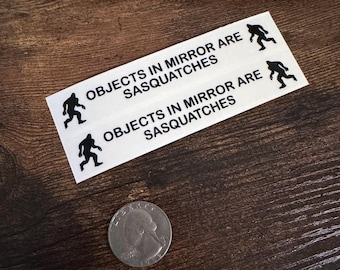 OBJECTS IN MIRROR ARE
SASQUATCHES
OBJECTS IN MIRROR ARE
SASQUATCHES